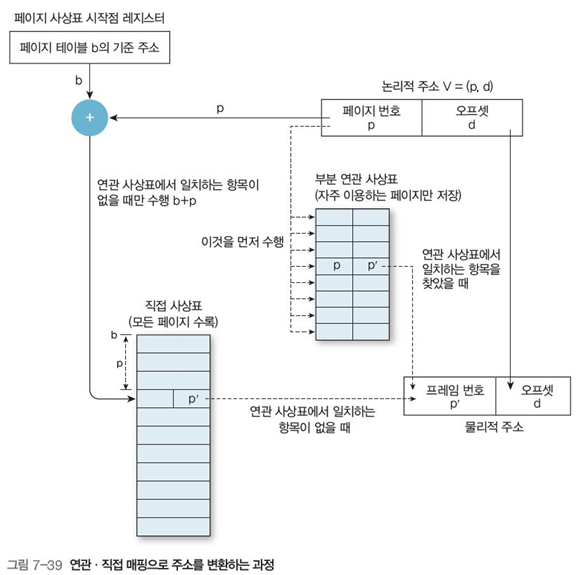 페이지 사상표 시작점 레지스터
페이지 테이블 b의 기준 주소
b
+
p
논리적 주소 V = (p, d)
페이지 번호
p
오프셋
d
연관 사상표에서 일치하는 항목이
없을 때만 수행 b+p
부분 연관 사상표
(자주 이용하는 페이지만 저장)
이것을 먼저 수행
p
p′
연관 사상표에서
일치하는 항목을
찾았을 때
직접 사상표
(모든 페이지 수록)
b
p
p′
연관 사상표에서 일치하는
항목이 없을 때
프레임 번호
p′
오프셋
d
물리적 주소
그림 7-39 연관·직접 매핑으로 주소를 변환하는 과정